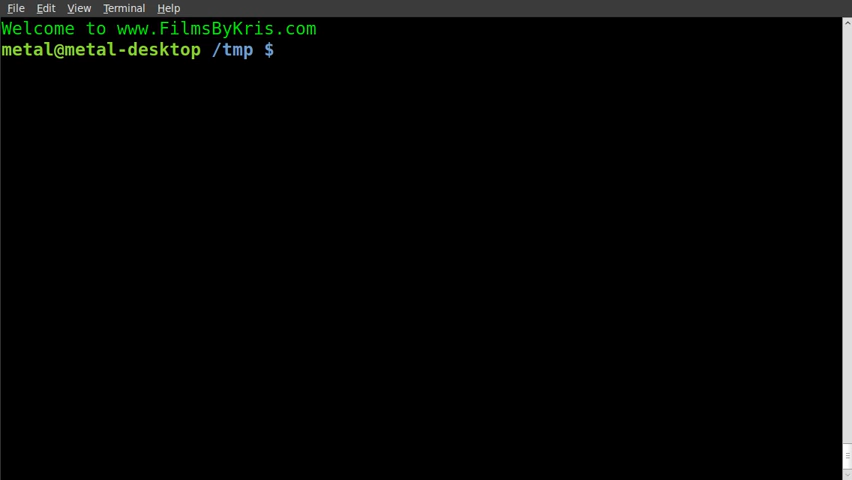 File Edit View Terminal Help
Welcome to www.FilmsByKris.com
metal@metal-desktop /tmp $